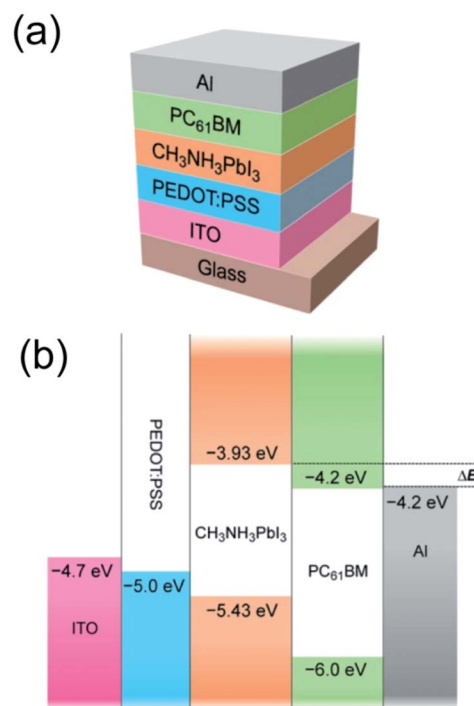 (a)
Al
PC₆₁BM
CH₃NH₃PbI₃
PEDOT:PSS
ITO
Glass
(b)
PEDOT:PSS
−3.93 eV
−4.2 eV
ΔE
−4.2 eV
CH₃NH₃PbI₃
Al
−4.7 eV
PC₆₁BM
−5.0 eV
−5.43 eV
ITO
−6.0 eV